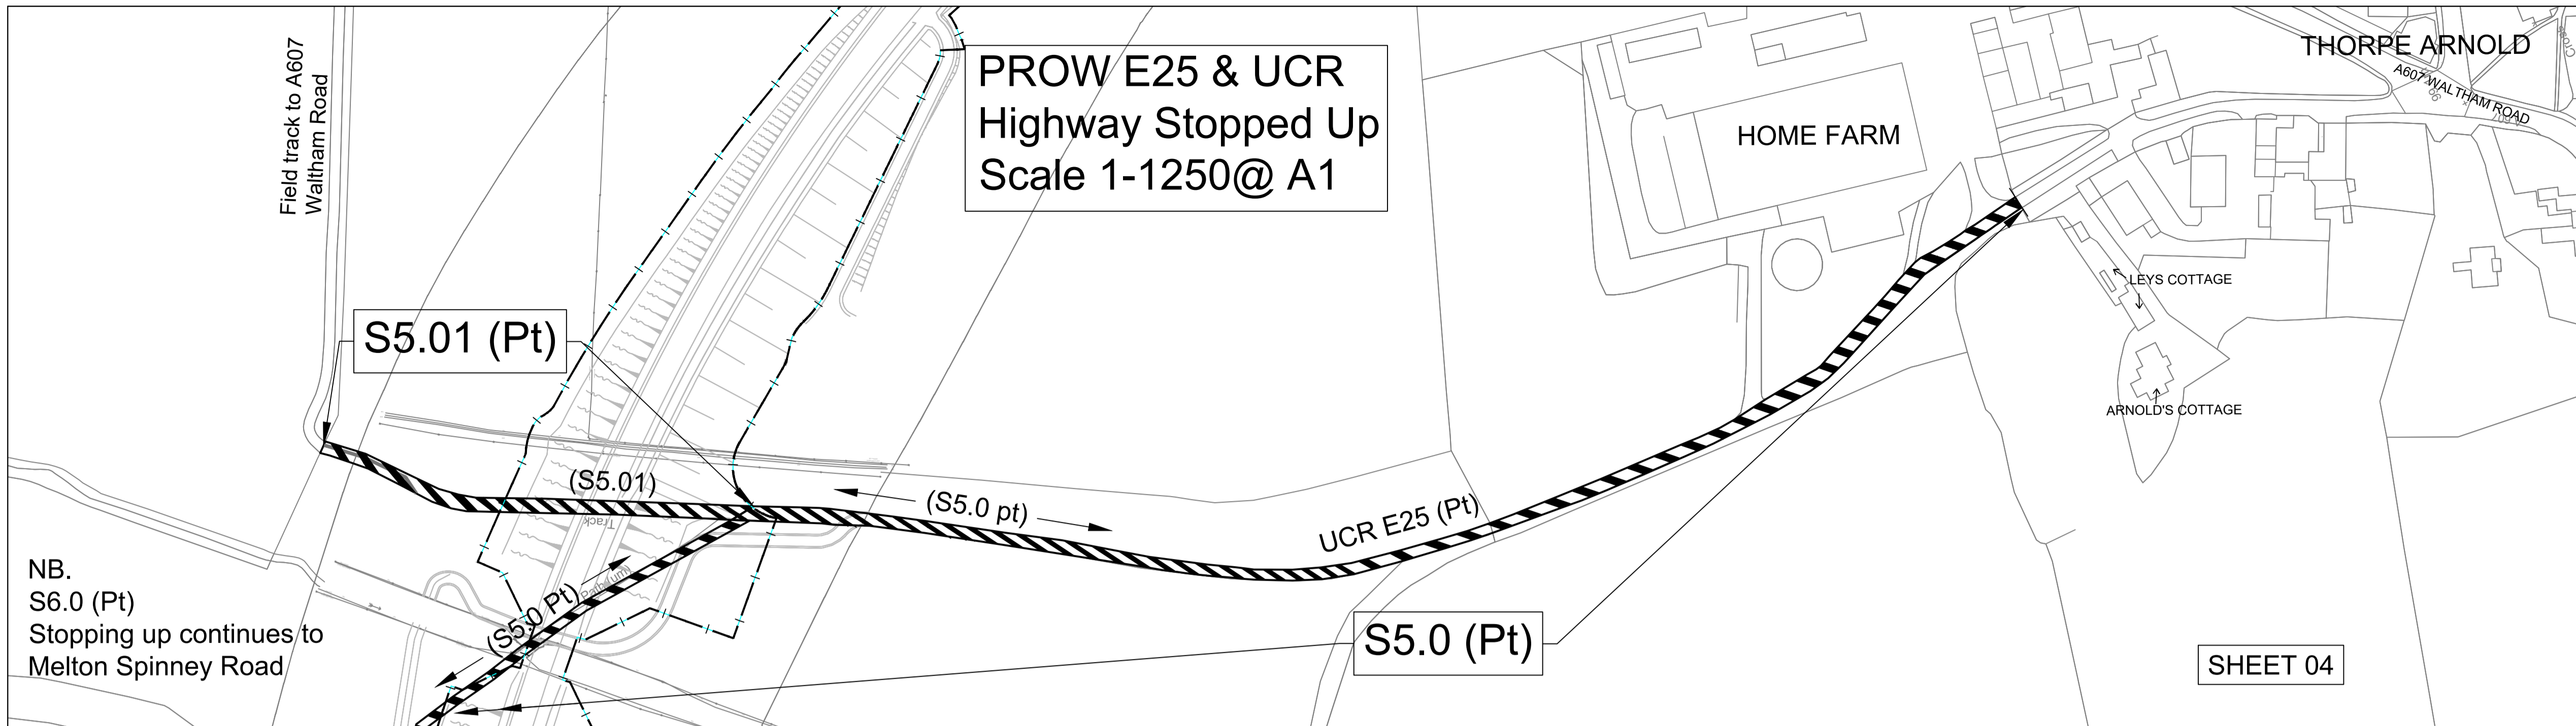 Field track to A607
Waltham Road
PROW E25 & UCR
Highway Stopped Up
Scale 1-1250@ A1
THORPE ARNOLD
A607 WALTHAM ROAD
HOME FARM
LEYS COTTAGE
ARNOLD'S COTTAGE
S5.01 (Pt)
(S5.01)
Track
(S5.0 pt)
UCR E25 (Pt)
(S5.0 Pt)
Path (um)
NB.
S6.0 (Pt)
Stopping up continues to
Melton Spinney Road
S5.0 (Pt)
SHEET 04